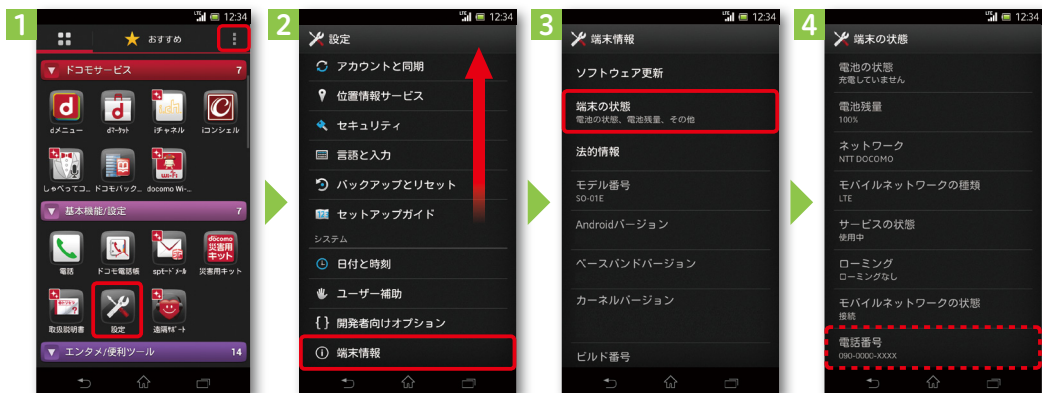 1
LTE 12:34
おすすめ
ドコモサービス 7
dメニュー dマーケット iチャネル iコンシェル
しゃべってコ.. ドコモバック.. docomo Wi-..
基本機能/設定 7
docomo
災害用
キット
電話 ドコモ電話帳 spモードメール 災害用キット
取扱説明書 設定 遠隔サポート
エンタメ/便利ツール 14
2
LTE 12:34
設定
アカウントと同期
位置情報サービス
セキュリティ
言語と入力
バックアップとリセット
セットアップガイド
システム
日付と時刻
ユーザー補助
{ } 開発者向けオプション
端末情報
3
LTE 12:34
端末情報
ソフトウェア更新
端末の状態
電池の状態、電池残量、その他
法的情報
モデル番号
SO-01E
Androidバージョン
ベースバンドバージョン
カーネルバージョン
ビルド番号
4
LTE 12:34
端末の状態
電池の状態
充電していません
電池残量
100%
ネットワーク
NTT DOCOMO
モバイルネットワークの種類
LTE
サービスの状態
使用中
ローミング
ローミングなし
モバイルネットワークの状態
接続
電話番号
090-0000-XXXX